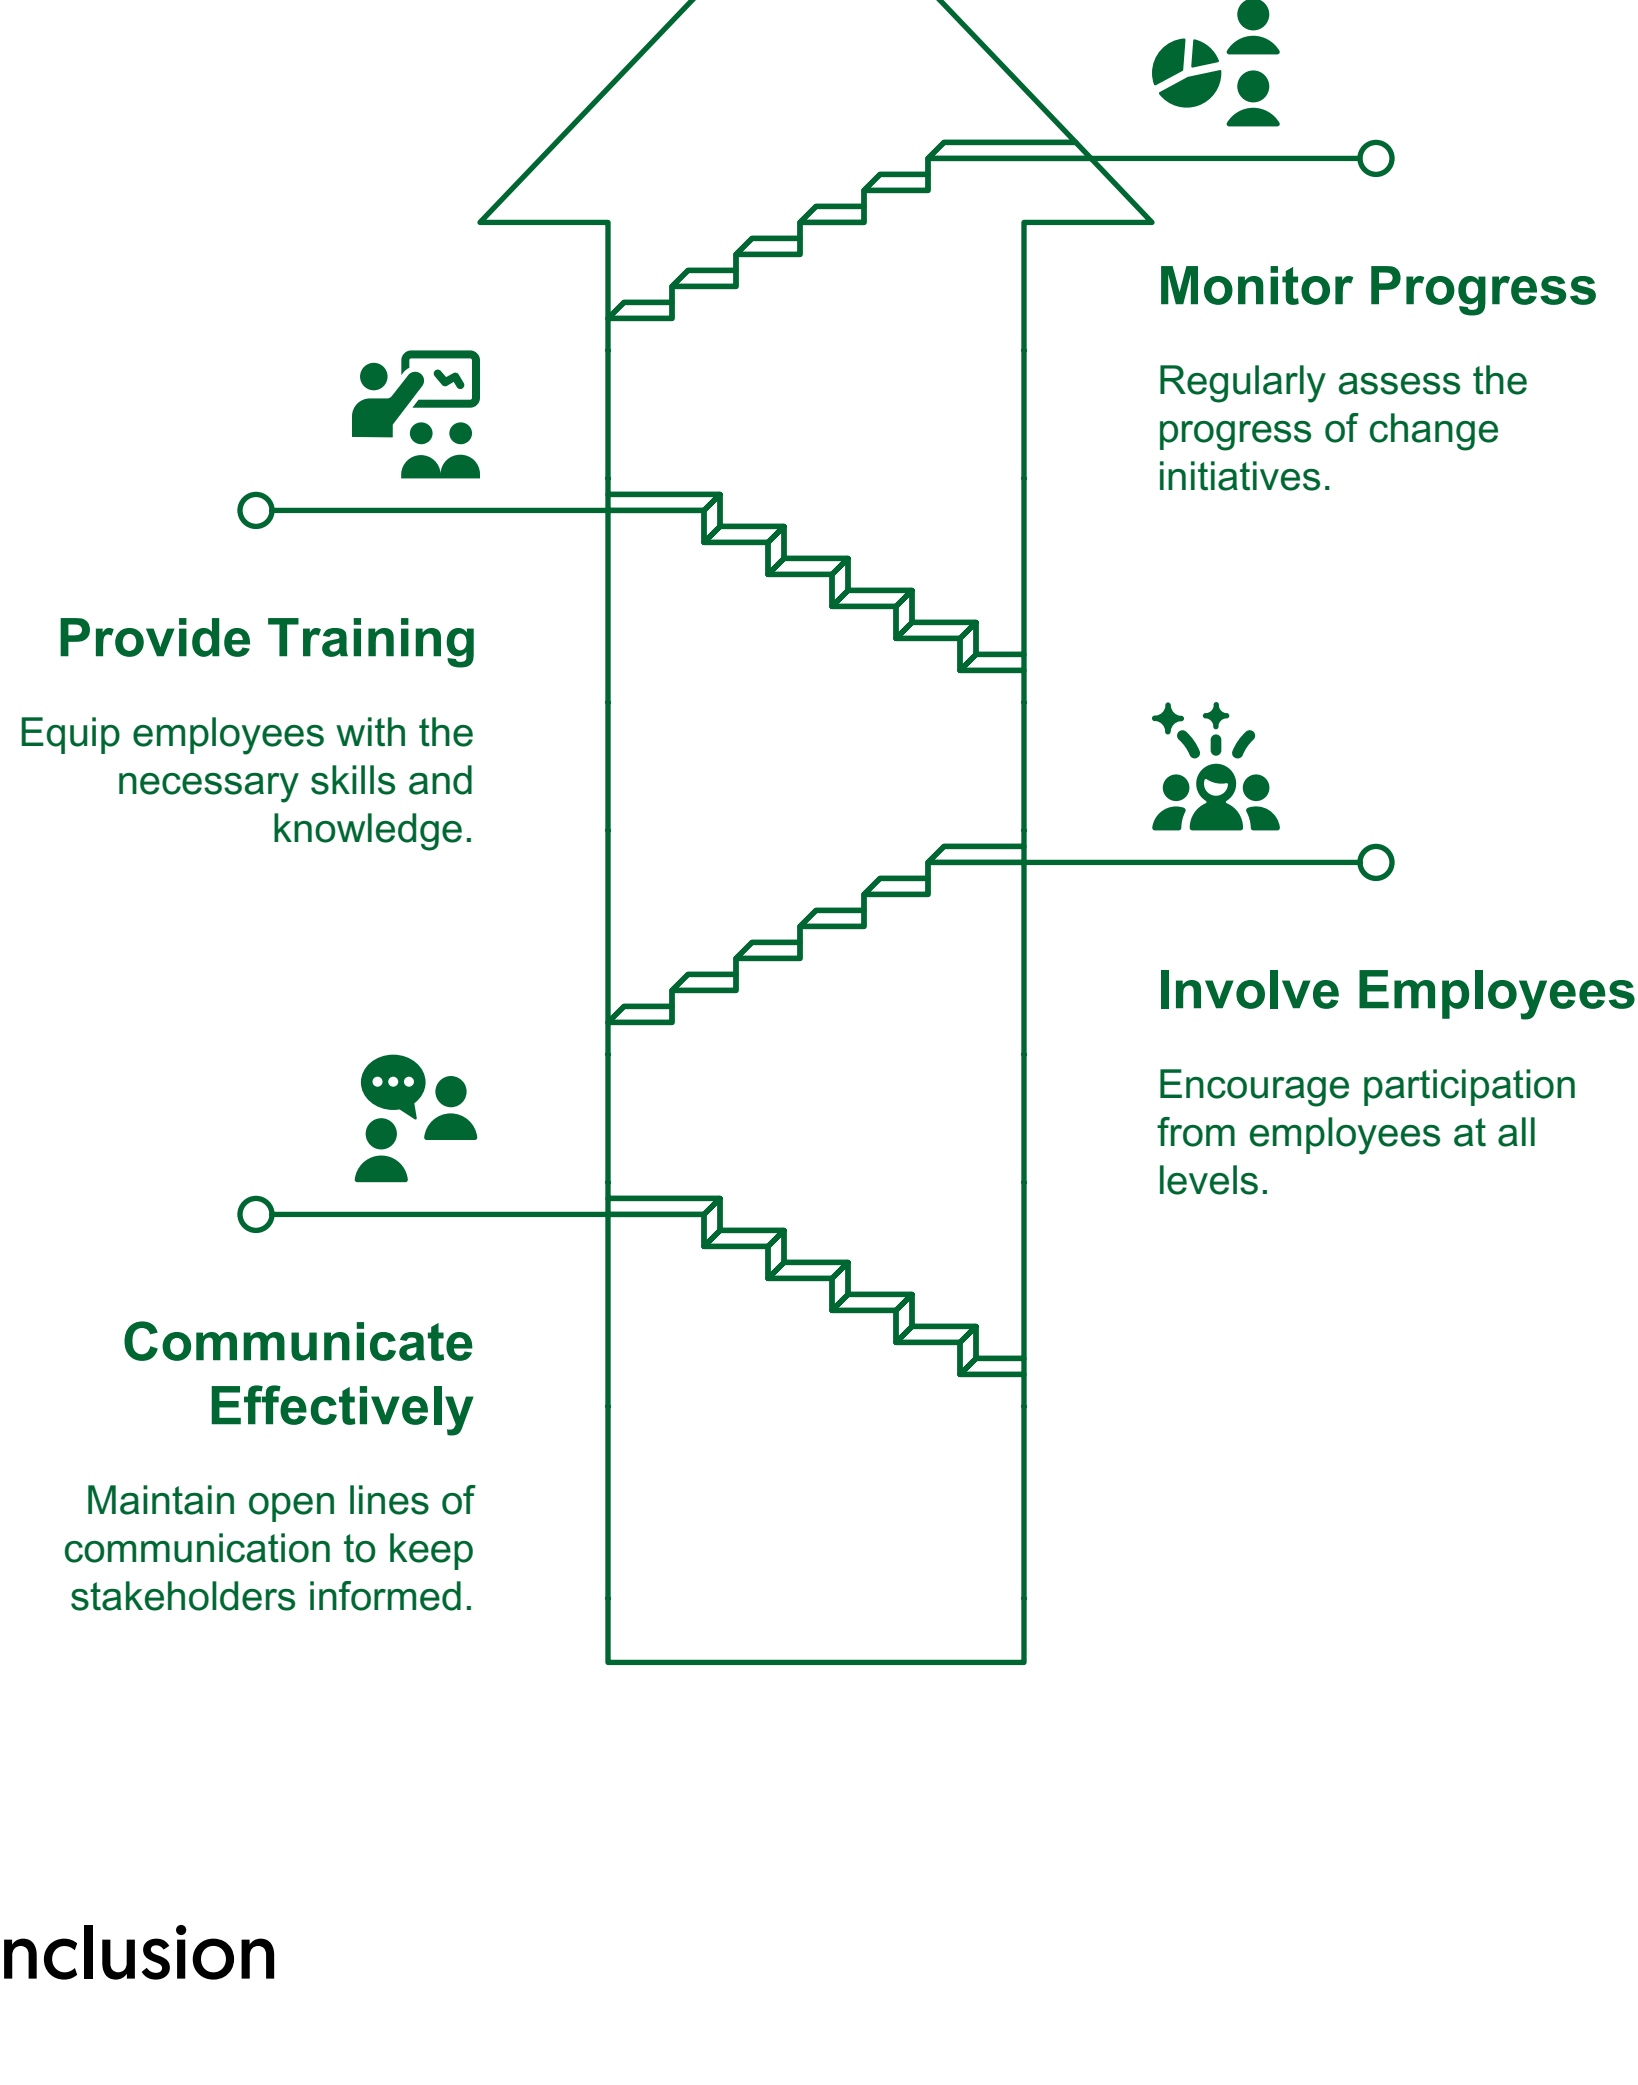 Monitor Progress
Regularly assess the
progress of change
initiatives.
Provide Training
Equip employees with the
necessary skills and
knowledge.
Involve Employees
Encourage participation
from employees at all
levels.
Communicate
Effectively
Maintain open lines of
communication to keep
stakeholders informed.
nclusion